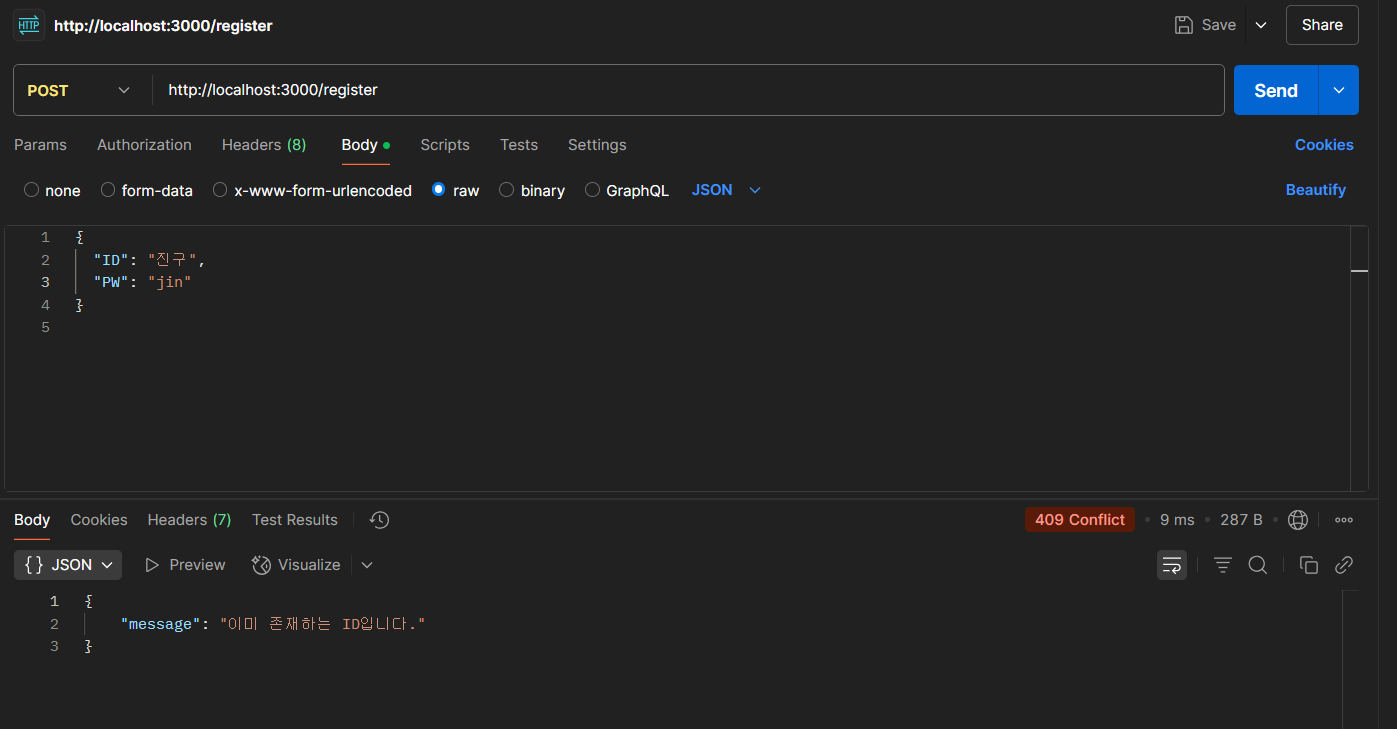 HTTP http://localhost:3000/register Save Share
POST http://localhost:3000/register Send
Params Authorization Headers (8) Body Scripts Tests Settings Cookies
none form-data x-www-form-urlencoded raw binary GraphQL JSON Beautify
1 {
2 "ID": "진구",
3 "PW": "jin"
4 }
5
Body Cookies Headers (7) Test Results 409 Conflict • 9 ms • 287 B •
{} JSON Preview Visualize
1 {
2 "message": "이미 존재하는 ID입니다."
3 }